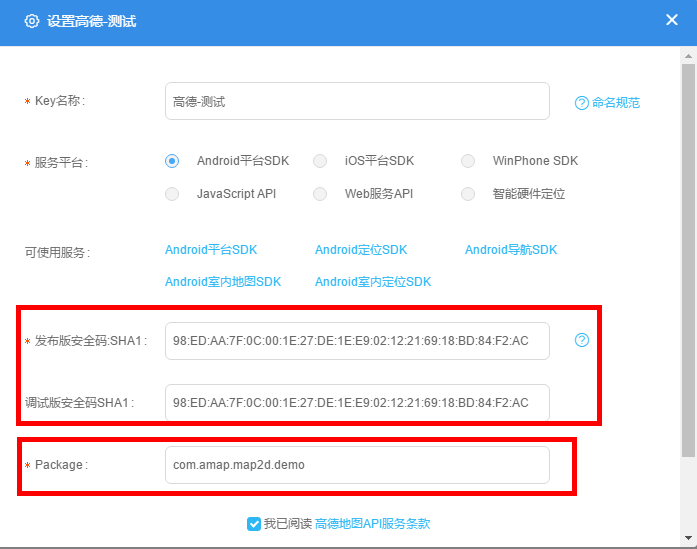 设置高德-测试
* Key名称 : 高德-测试 命名规范
* 服务平台 : Android平台SDK iOS平台SDK WinPhone SDK
JavaScript API Web服务API 智能硬件定位
可使用服务 : Android平台SDK Android定位SDK Android导航SDK
Android室内地图SDK Android室内定位SDK
* 发布版安全码:SHA1 : 98:ED:AA:7F:0C:00:1E:27:DE:1E:E9:02:12:21:69:18:BD:84:F2:AC ?
调试版安全码SHA1 : 98:ED:AA:7F:0C:00:1E:27:DE:1E:E9:02:12:21:69:18:BD:84:F2:AC
* Package : com.amap.map2d.demo
我已阅读 高德地图API服务条款